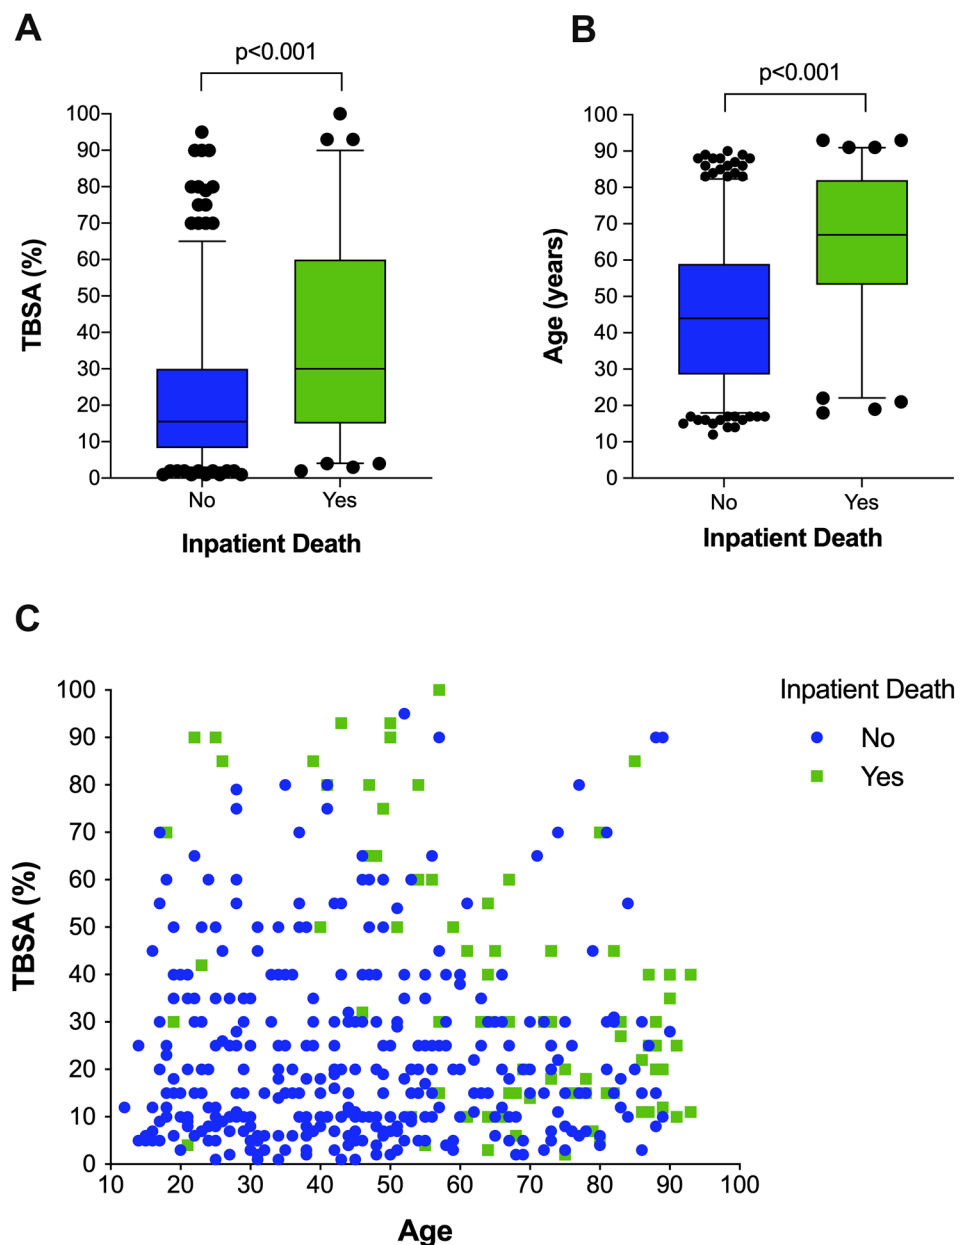 A
p<0.001
100
90
80
70
60
50
40
30
20
10
0
TBSA (%)
No
Yes
Inpatient Death
B
p<0.001
100
90
80
70
60
50
40
30
20
10
0
Age (years)
No
Yes
Inpatient Death
C
100
90
80
70
60
50
40
30
20
10
0
TBSA (%)
10 20 30 40 50 60 70 80 90 100
Age
Inpatient Death
No
Yes